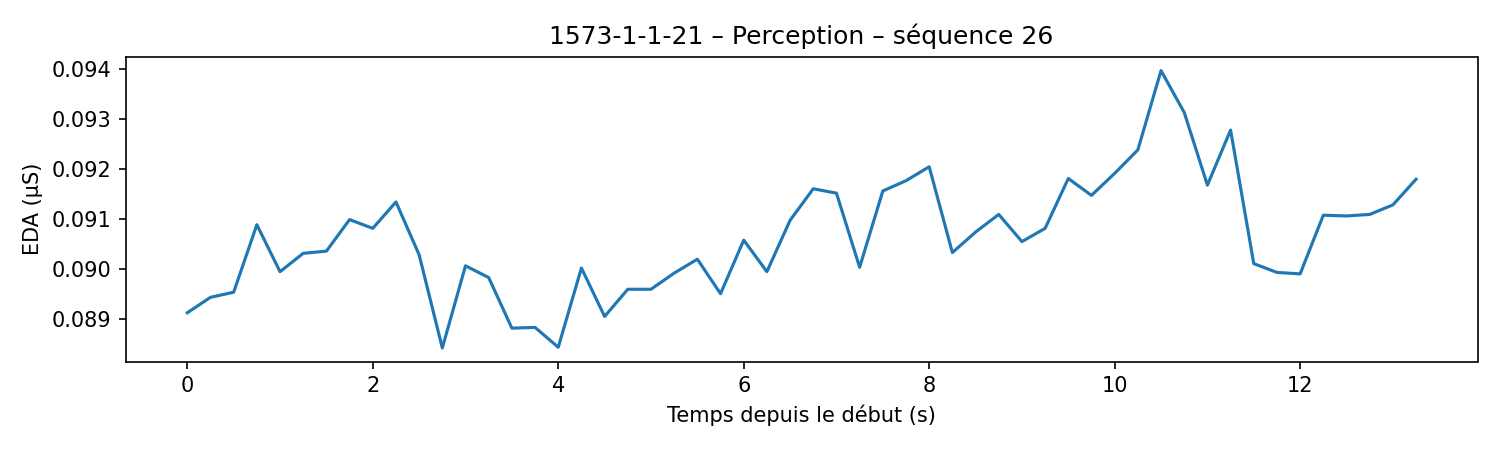 1573-1-1-21 – Perception – séquence 26
EDA (µS)
0.094
0.093
0.092
0.091
0.090
0.089
0 2 4 6 8 10 12
Temps depuis le début (s)